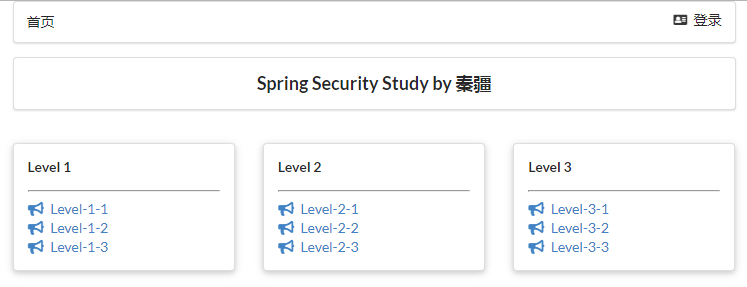 首页
登录
Spring Security Study by 秦疆
Level 1
Level-1-1
Level-1-2
Level-1-3
Level 2
Level-2-1
Level-2-2
Level-2-3
Level 3
Level-3-1
Level-3-2
Level-3-3